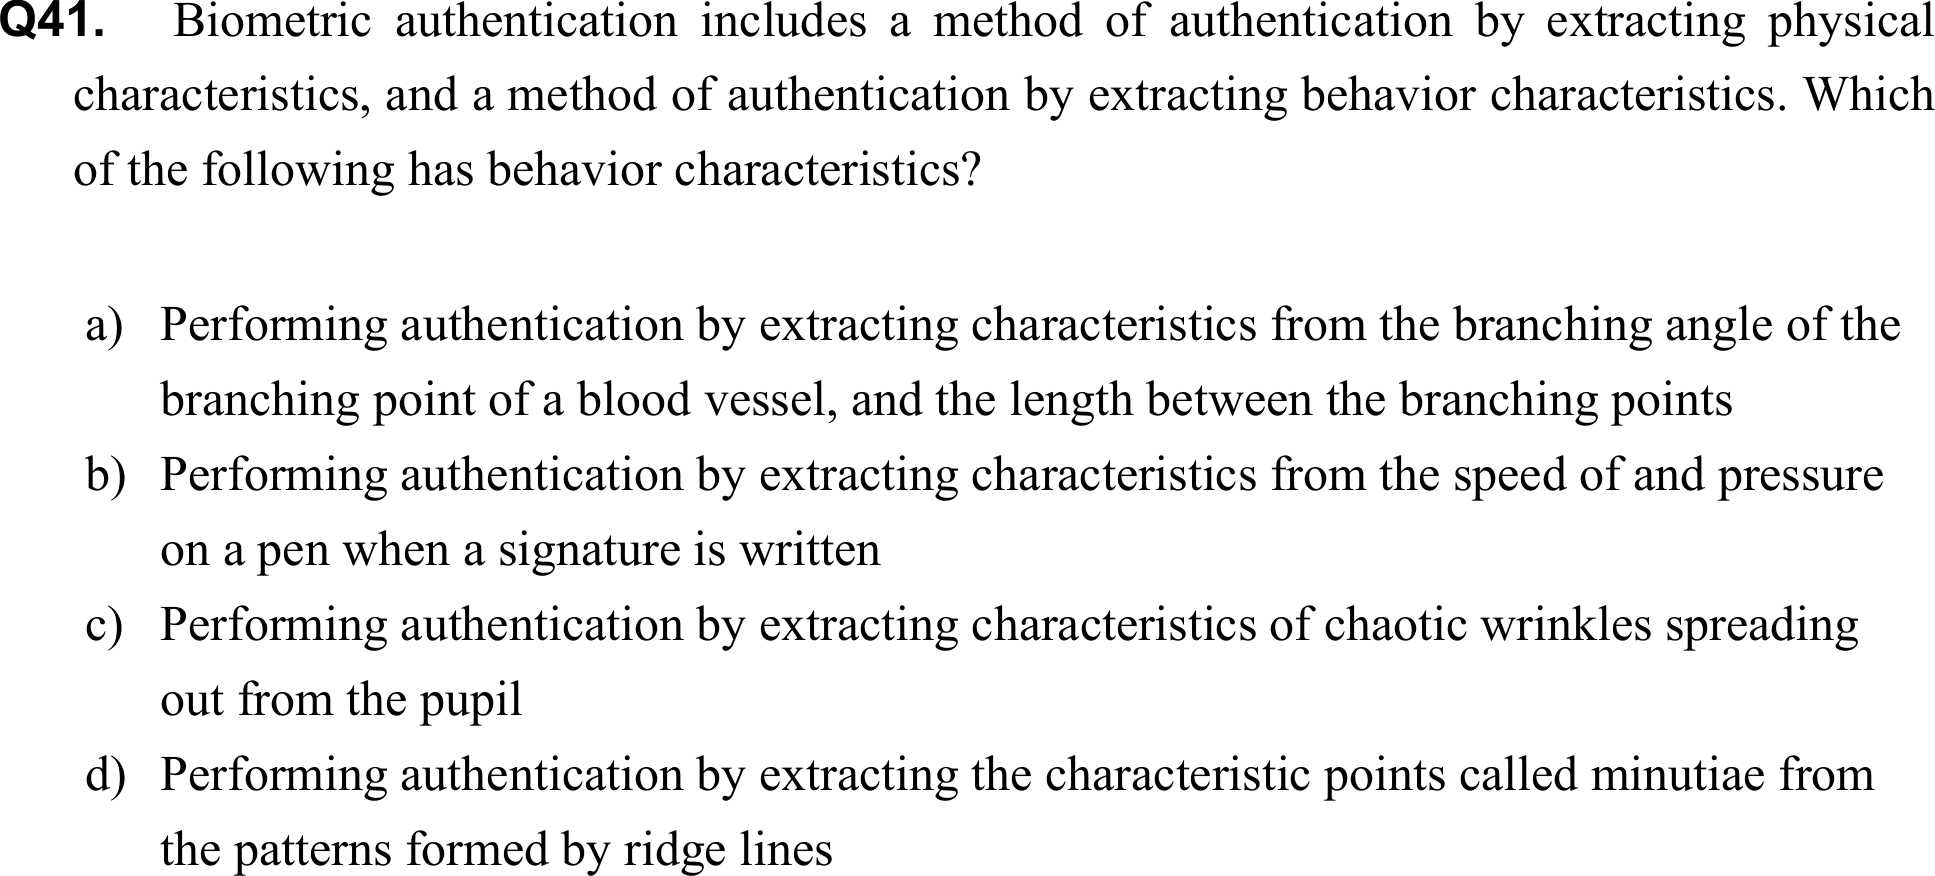 Q41. Biometric authentication includes a method of authentication by extracting physical
characteristics, and a method of authentication by extracting behavior characteristics. Which
of the following has behavior characteristics?
a) Performing authentication by extracting characteristics from the branching angle of the
branching point of a blood vessel, and the length between the branching points
b) Performing authentication by extracting characteristics from the speed of and pressure
on a pen when a signature is written
c) Performing authentication by extracting characteristics of chaotic wrinkles spreading
out from the pupil
d) Performing authentication by extracting the characteristic points called minutiae from
the patterns formed by ridge lines